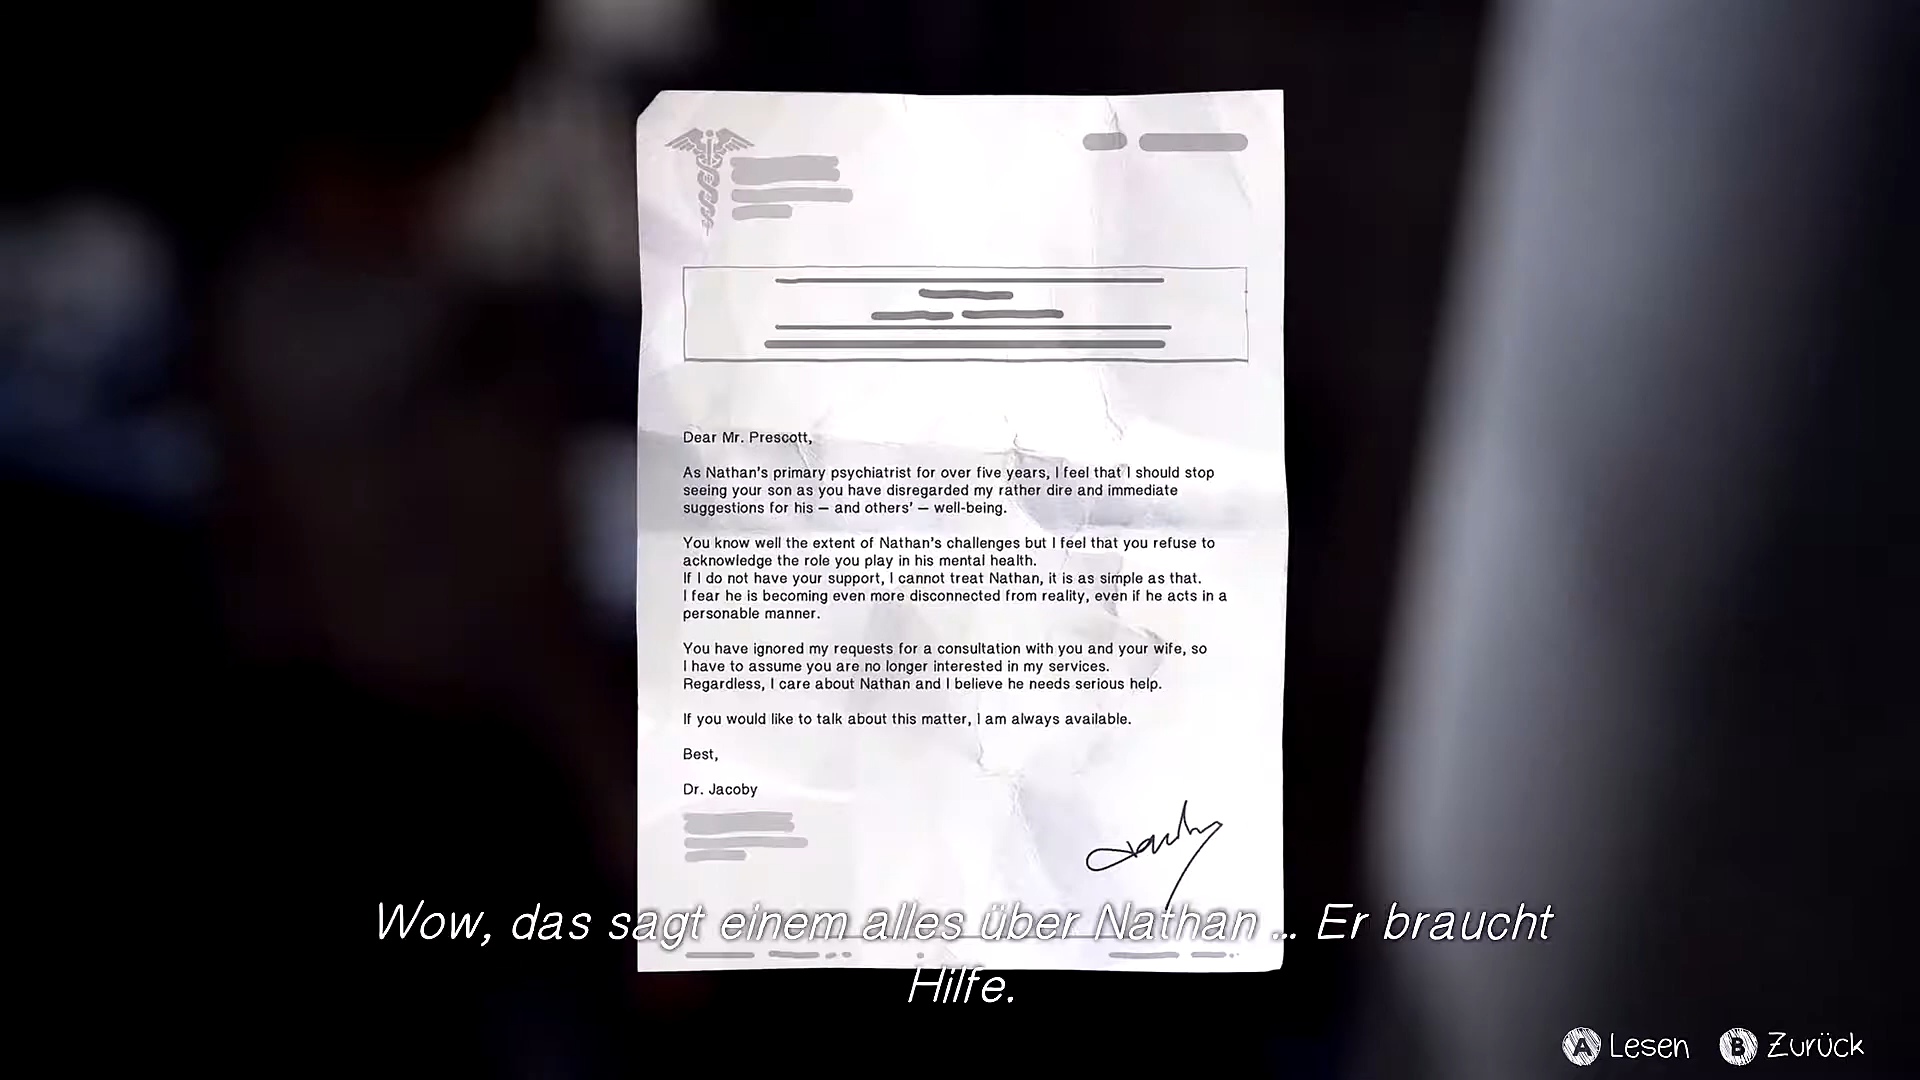 Dear Mr. Prescott,
As Nathan's primary psychiatrist for over five years, I feel that I should stop
seeing your son as you have disregarded my rather dire and immediate
suggestions for his – and others' – well-being.
You know well the extent of Nathan's challenges but I feel that you refuse to
acknowledge the role you play in his mental health.
If I do not have your support, I cannot treat Nathan, it is as simple as that.
I fear he is becoming even more disconnected from reality, even if he acts in a
personable manner.
You have ignored my requests for a consultation with you and your wife, so
I have to assume you are no longer interested in my services.
Regardless, I care about Nathan and I believe he needs serious help.
If you would like to talk about this matter, I am always available.
Best,
Dr. Jacoby
Wow, das sagt einem alles über Nathan ... Er braucht
Hilfe.
A Lesen B Zurück